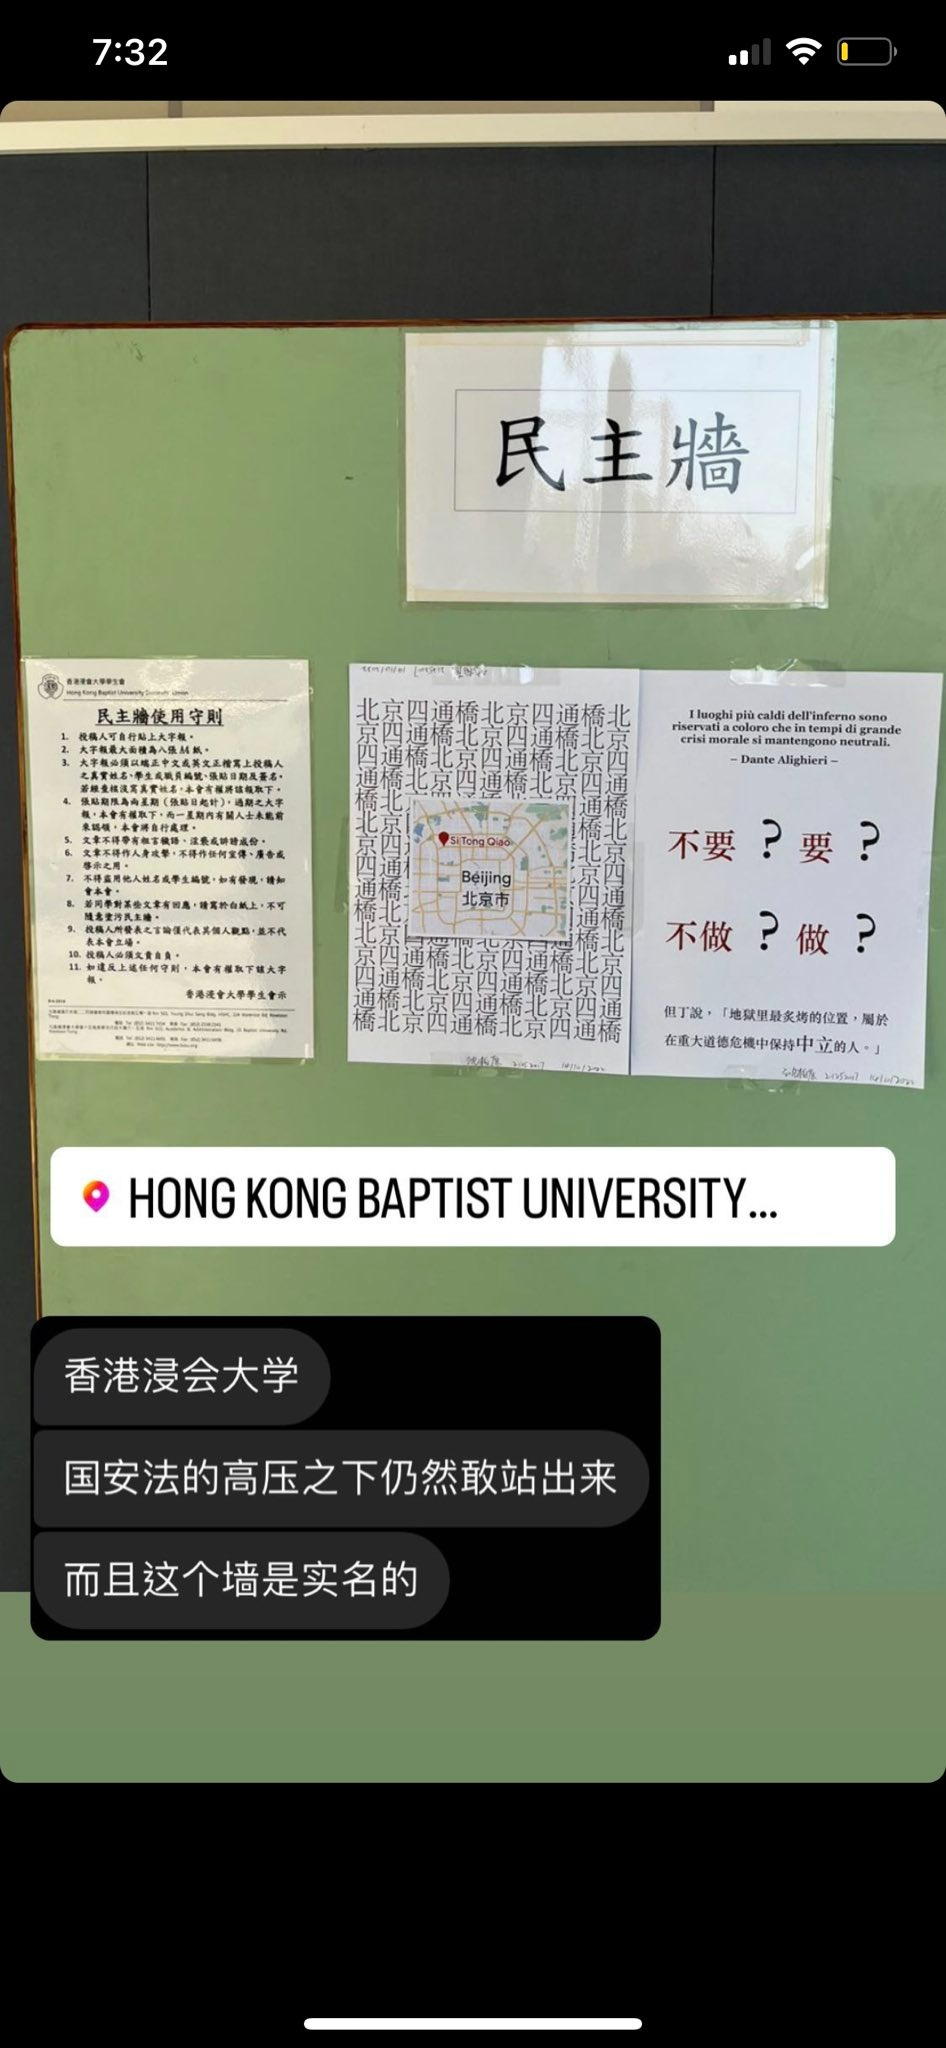 7:32
民主牆
香港浸會大學學生會
Hong Kong Baptist University Students' Union
民主牆使用守則
1. 投稿人可自行貼上大字報。
2. 大字報最大面積為八張A4紙。
3. 大字報必須以端正中文或英文正楷寫上投稿人
之真實姓名、學生或職員編號、張貼日期及簽名。
若經查核沒寫真實姓名，本會有權將該報取下。
4. 張貼期限為兩星期（張貼日起計），過期之大字
報，本會有權取下，而一星期內有關人士未能前
來認領，本會將自行處理。
5. 文章不得帶有粗言穢語、淫褻或誹謗成份。
6. 文章不得作人身攻擊，不得作任何宣傳、廣告或
啓示之用。
7. 不得盜用他人姓名或學生編號，如有發現，請知
會本會。
8. 若同學對某些文章有回應，請寫於白紙上，不可
隨意塗污民主牆。
9. 投稿人所發表之言論僅代表其個人觀點，並不代
表本會立場。
10. 投稿人必須文責自負。
11. 如違反上述任何守則，本會有權取下該大字
報。
香港浸會大學學生會示
北京四通橋北京四通橋北
京四通橋北京四通橋北京
四通橋北京四通橋北京四
通橋北京四通橋北京四通
橋北
通橋
京四
橋北
Si Tong Qiao
北京
四通
京四
Beijing
通橋
四通
北京市
橋北
通橋
北京四通橋北京四通橋北
京四通橋北京四通橋北京
四通橋北京四通橋北京四
通橋北京四通橋北京四通
橋北京四通橋北京四通橋
I luoghi più caldi dell'inferno sono
riservati a coloro che in tempi di grande
crisi morale si mantengono neutrali.
– Dante Alighieri –
不要？要？
不做？做？
但丁說，「地獄里最炙烤的位置，屬於
在重大道德危機中保持中立的人。」
HONG KONG BAPTIST UNIVERSITY...
香港浸会大学
国安法的高压之下仍然敢站出来
而且这个墙是实名的